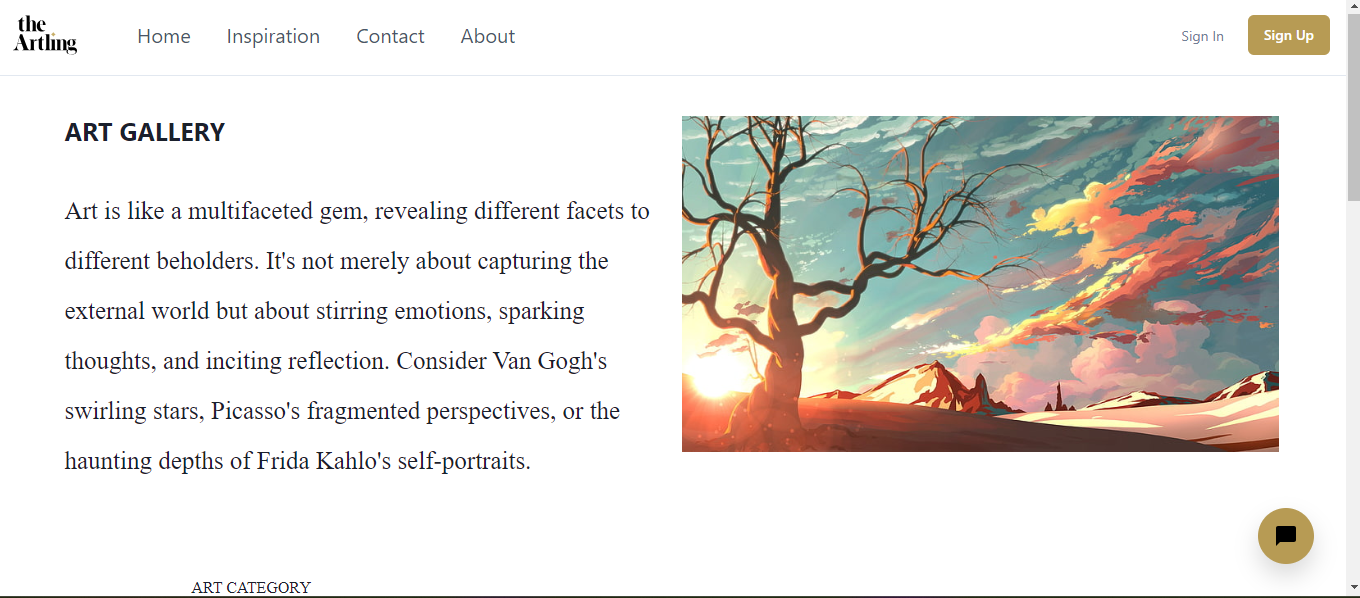 the
Artling
Home Inspiration Contact About Sign In Sign Up
ART GALLERY
Art is like a multifaceted gem, revealing different facets to
different beholders. It's not merely about capturing the
external world but about stirring emotions, sparking
thoughts, and inciting reflection. Consider Van Gogh's
swirling stars, Picasso's fragmented perspectives, or the
haunting depths of Frida Kahlo's self-portraits.
ART CATEGORY